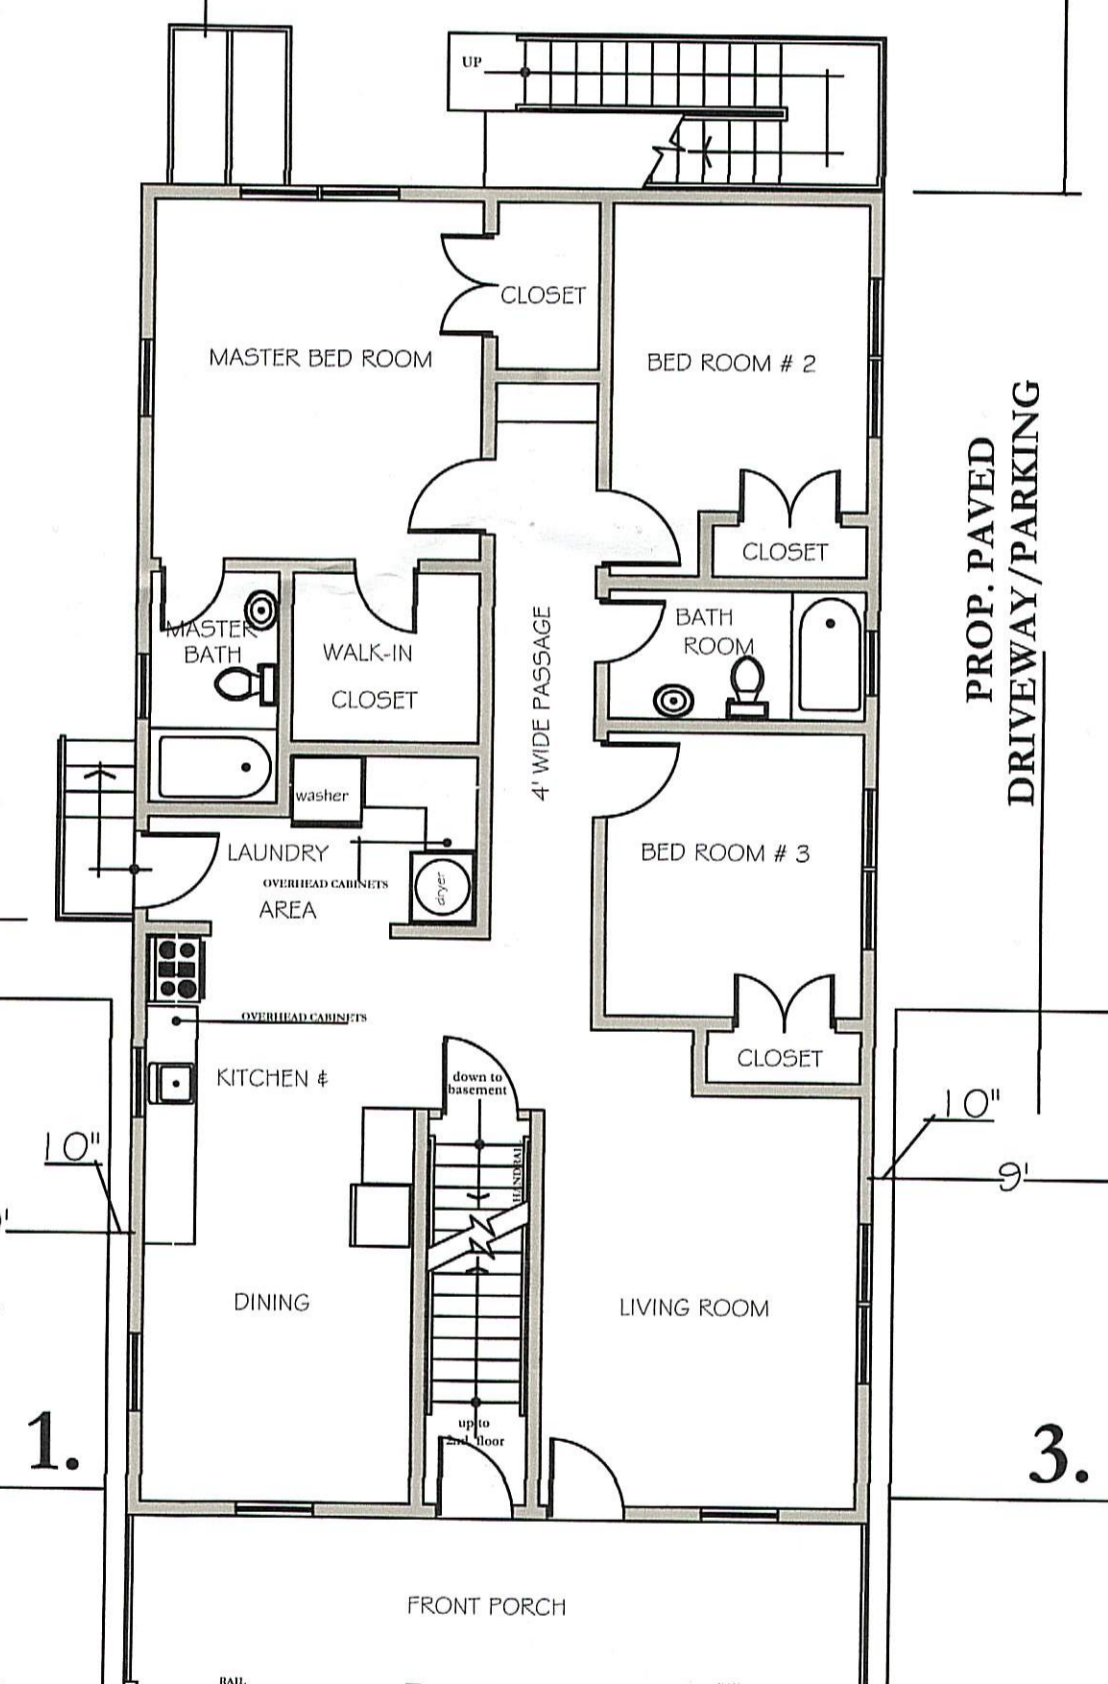 UP
CLOSET
MASTER BED ROOM
BED ROOM # 2
PROP. PAVED
DRIVEWAY/PARKING
CLOSET
MASTER
BATH
WALK-IN
CLOSET
4' WIDE PASSAGE
BATH
ROOM
washer
LAUNDRY
OVERHEAD CABINETS
AREA
dryer
BED ROOM # 3
OVERHEAD CABINETS
KITCHEN &
down to
basement
CLOSET
10"
10"
HANDRAIL
9'
DINING
LIVING ROOM
1.
up to
2nd. floor
3.
FRONT PORCH
RAIL